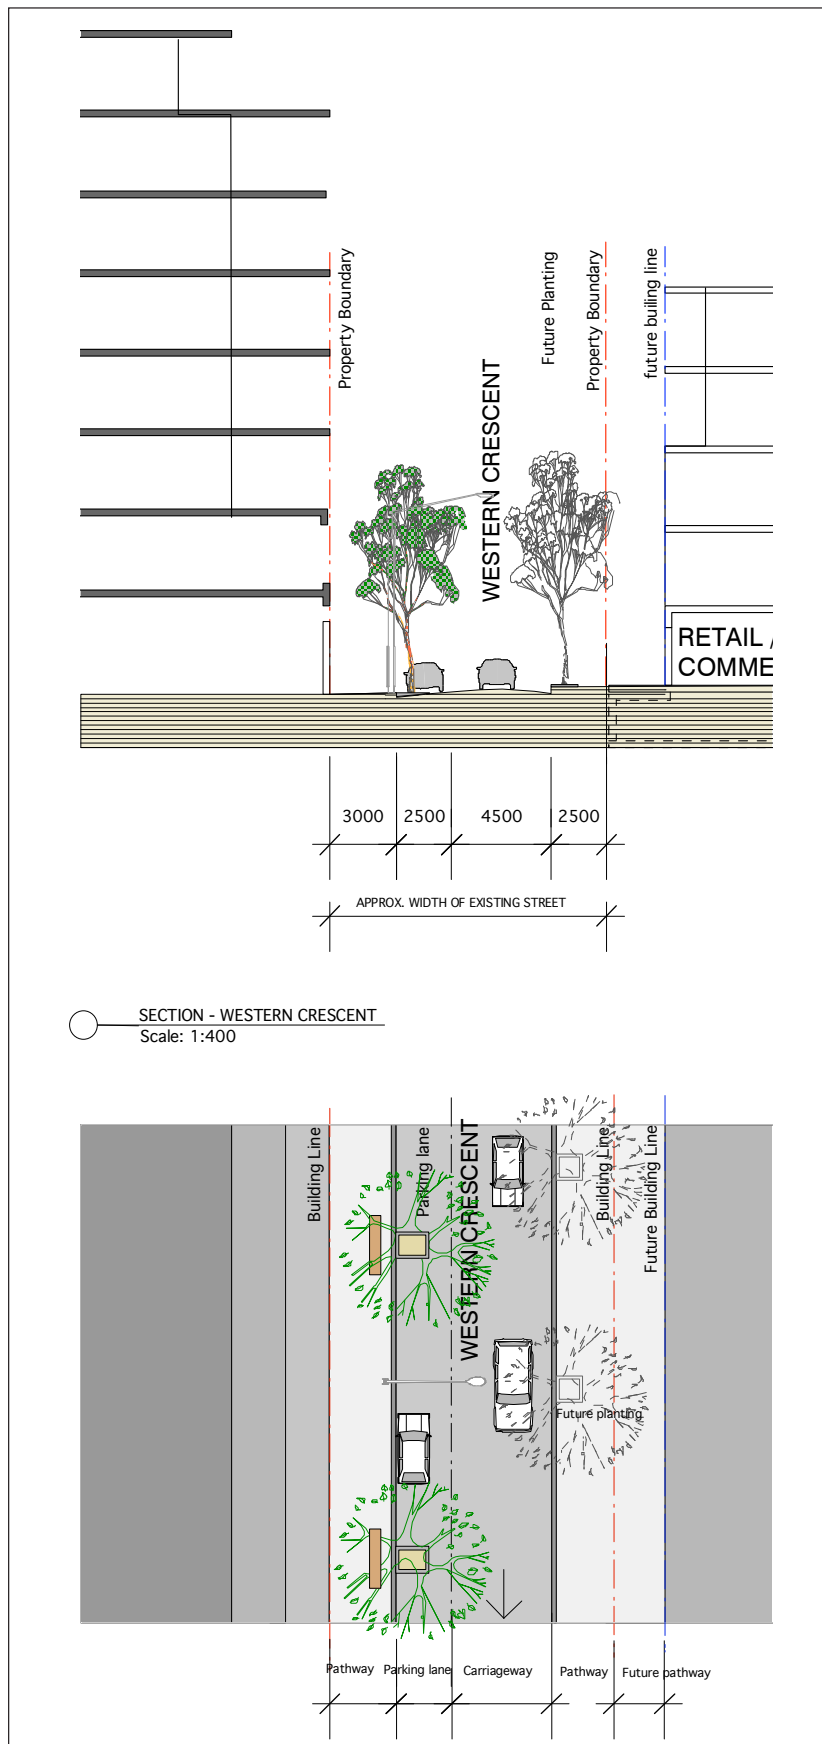 Property Boundary
Future Planting
Property Boundary
future builing line
WESTERN CRESCENT
RETAIL /
COMME
3000
2500
4500
2500
APPROX. WIDTH OF EXISTING STREET
SECTION - WESTERN CRESCENT
Scale: 1:400
Building Line
Parking lane
WESTERN CRESCENT
Building Line
Future Building Line
Future planting
Pathway
Parking lane
Carriageway
Pathway
Future pathway